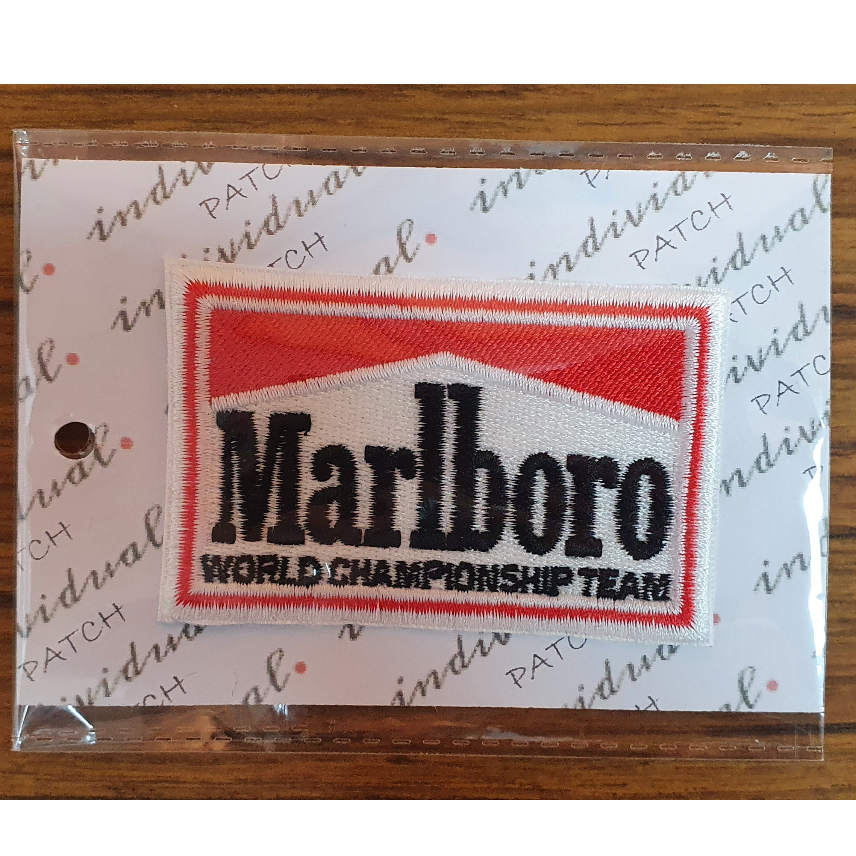 individual.
PATCH
Marlboro
WORLD CHAMPIONSHIP TEAM